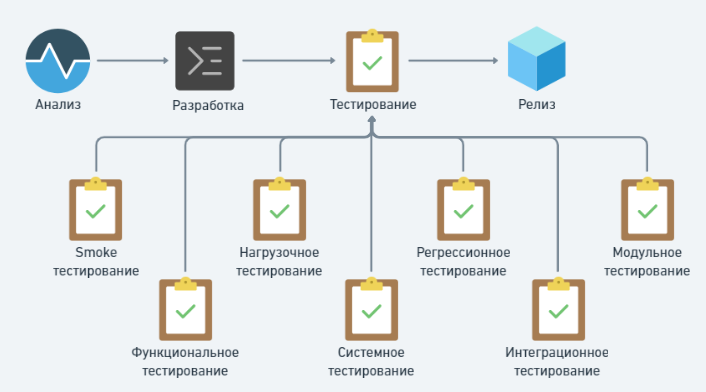 Анализ
Разработка
Тестирование
Релиз
Smoke
тестирование
Нагрузочное
тестирование
Регрессионное
тестирование
Модульное
тестирование
Функциональное
тестирование
Системное
тестирование
Интеграционное
тестирование